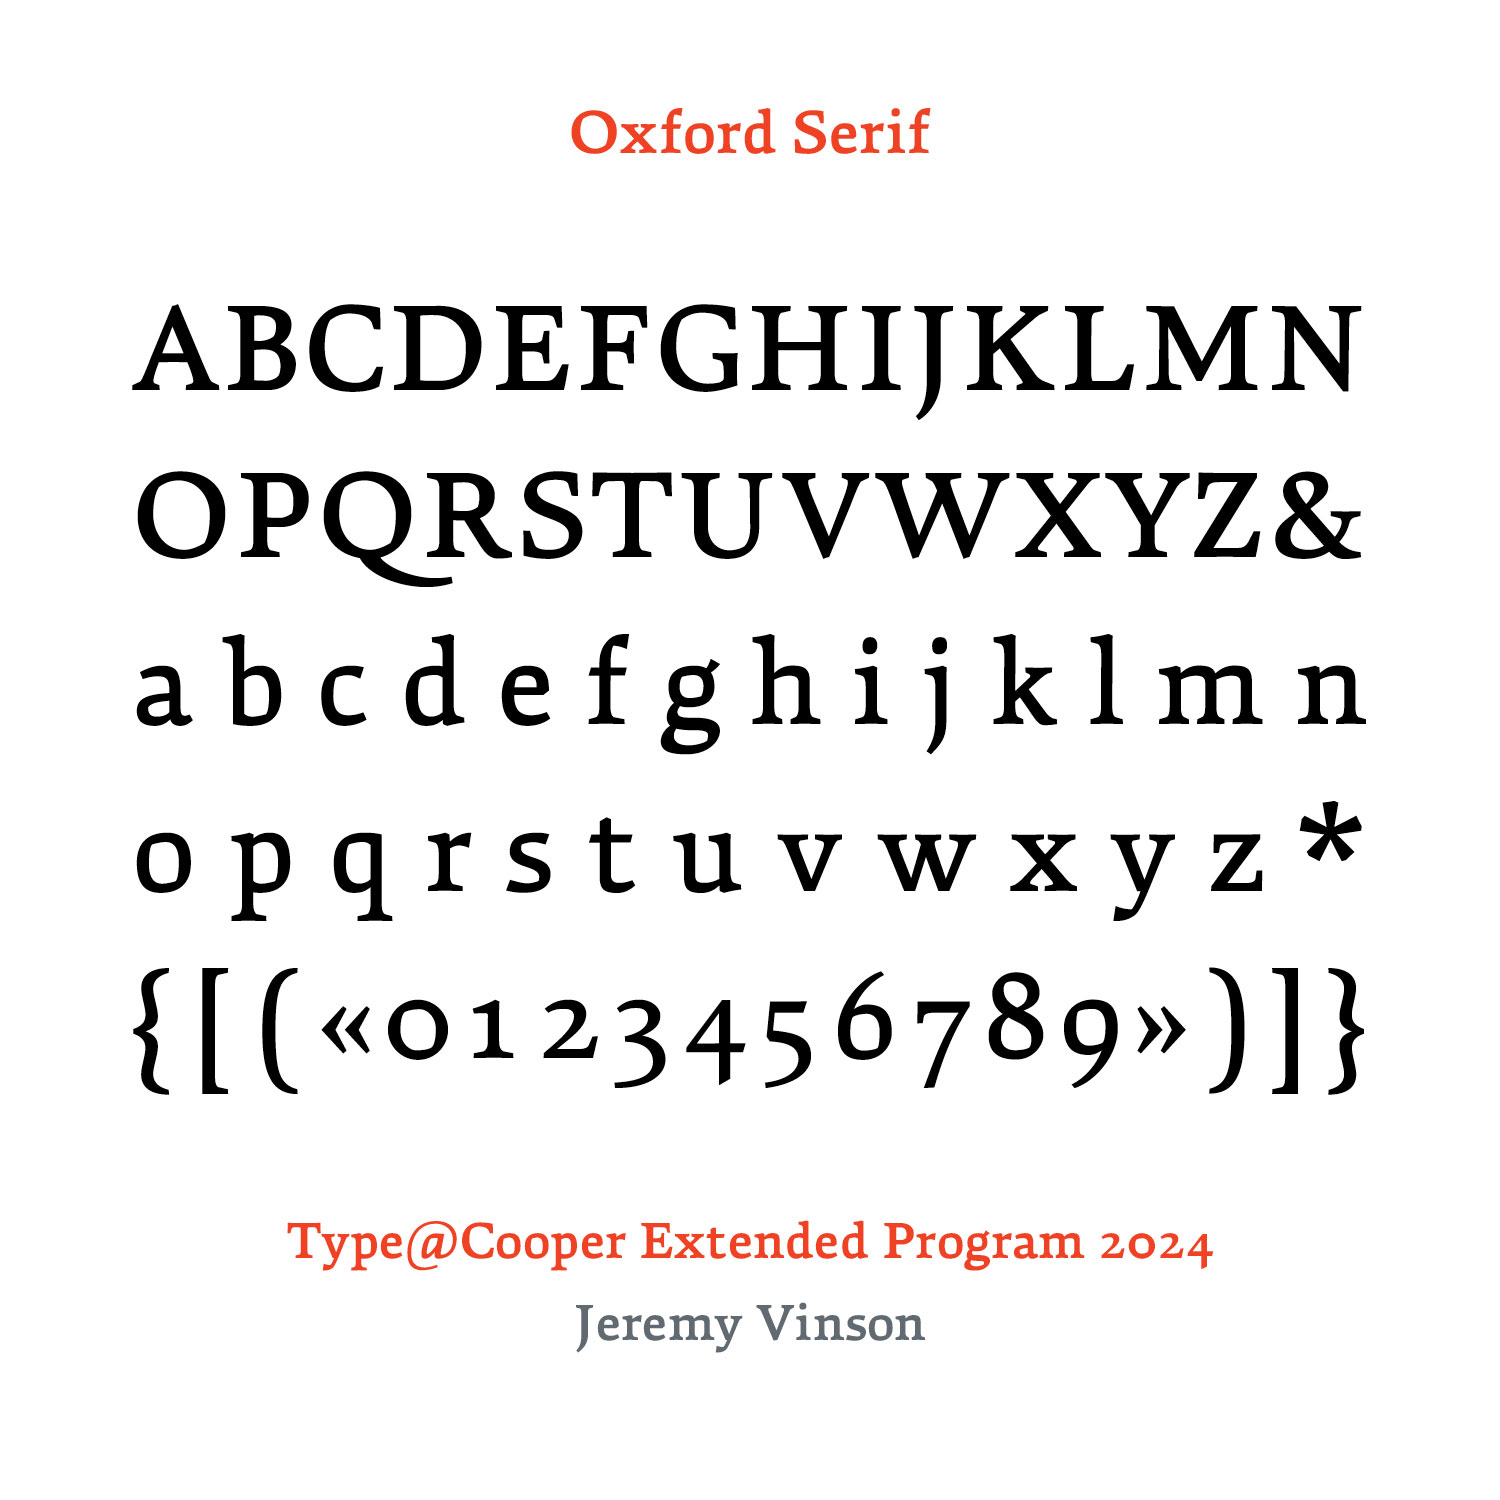 Oxford Serif
ABCDEFGHIJKLMN
OPQRSTUVWXYZ&
a b c d e f g h i j k l m n
o p q r s t u v w x y z *
{[(«0123456789»)]}
Type@Cooper Extended Program 2024
Jeremy Vinson